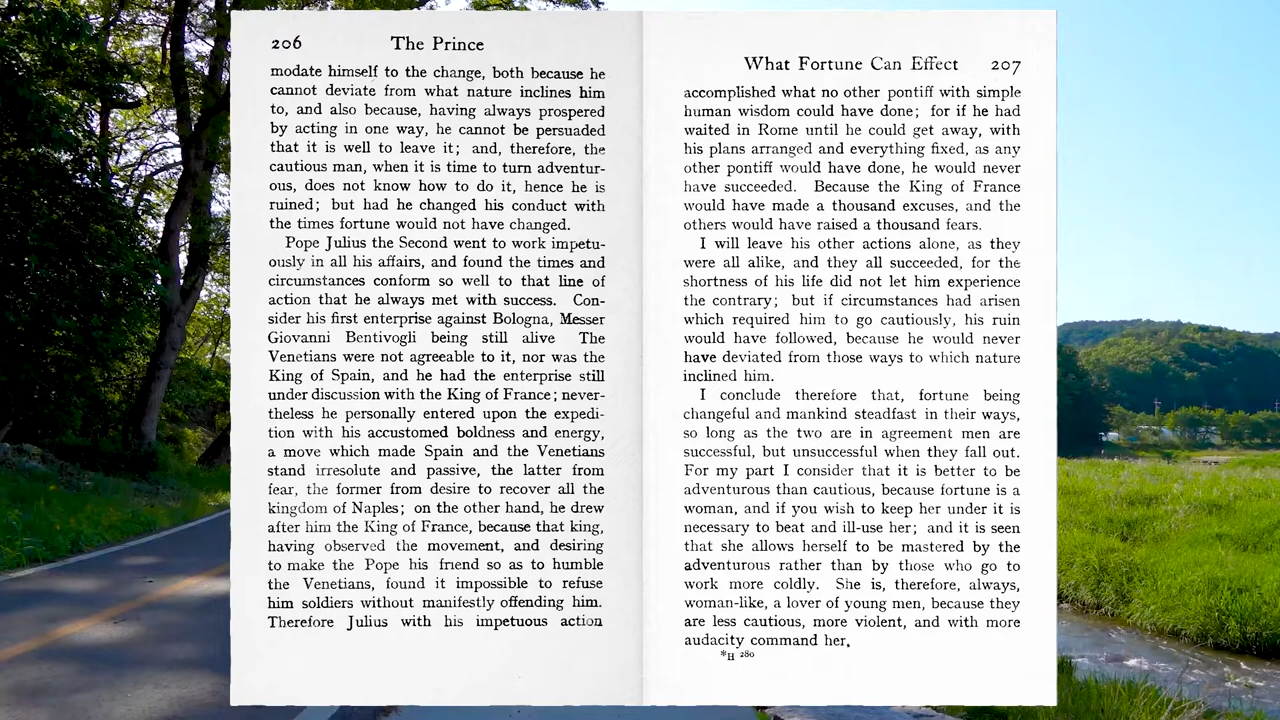 206 The Prince
modate himself to the change, both because he
cannot deviate from what nature inclines him
to, and also because, having always prospered
by acting in one way, he cannot be persuaded
that it is well to leave it; and, therefore, the
cautious man, when it is time to turn adventur-
ous, does not know how to do it, hence he is
ruined; but had he changed his conduct with
the times fortune would not have changed.
Pope Julius the Second went to work impetu-
ously in all his affairs, and found the times and
circumstances conform so well to that line of
action that he always met with success. Con-
sider his first enterprise against Bologna, Messer
Giovanni Bentivogli being still alive The
Venetians were not agreeable to it, nor was the
King of Spain, and he had the enterprise still
under discussion with the King of France; never-
theless he personally entered upon the expedi-
tion with his accustomed boldness and energy,
a move which made Spain and the Venetians
stand irresolute and passive, the latter from
fear, the former from desire to recover all the
kingdom of Naples; on the other hand, he drew
after him the King of France, because that king,
having observed the movement, and desiring
to make the Pope his friend so as to humble
the Venetians, found it impossible to refuse
him soldiers without manifestly offending him.
Therefore Julius with his impetuous action
What Fortune Can Effect 207
accomplished what no other pontiff with simple
human wisdom could have done; for if he had
waited in Rome until he could get away, with
his plans arranged and everything fixed, as any
other pontiff would have done, he would never
have succeeded. Because the King of France
would have made a thousand excuses, and the
others would have raised a thousand fears.
I will leave his other actions alone, as they
were all alike, and they all succeeded, for the
shortness of his life did not let him experience
the contrary; but if circumstances had arisen
which required him to go cautiously, his ruin
would have followed, because he would never
have deviated from those ways to which nature
inclined him.
I conclude therefore that, fortune being
changeful and mankind steadfast in their ways,
so long as the two are in agreement men are
successful, but unsuccessful when they fall out.
For my part I consider that it is better to be
adventurous than cautious, because fortune is a
woman, and if you wish to keep her under it is
necessary to beat and ill-use her; and it is seen
that she allows herself to be mastered by the
adventurous rather than by those who go to
work more coldly. She is, therefore, always,
woman-like, a lover of young men, because they
are less cautious, more violent, and with more
audacity command her.
*H 280